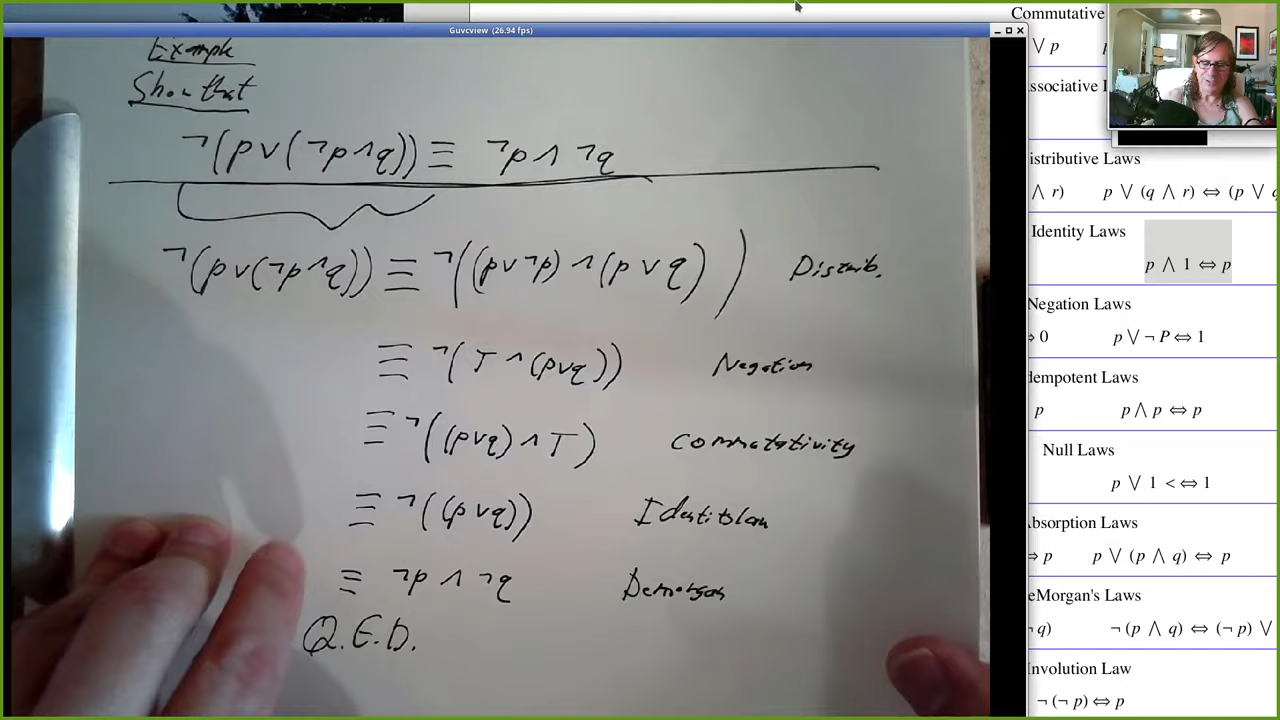 Guvcview (26.94 fps)
Example
Show that
¬(p∨(¬p∧q)) ≡ ¬p∧¬q
¬(p∨(¬p∧q)) ≡ ¬((p∨¬p)∧(p∨q)) Distrib.
≡ ¬(T∧(p∨q)) Negation
≡ ¬((p∨q)∧T) Commutativity
≡ ¬((p∨q)) Identity law
≡ ¬p∧¬q Demorgan
Q.E.D.
Commutative
∨ p
ssociative
istributive Laws
∧ r) p ∨ (q ∧ r) ⇔ (p ∨ q
Identity Laws
p ∧ 1 ⇔ p
Negation Laws
⇔ 0 p ∨ ¬ P ⇔ 1
dempotent Laws
p p ∧ p ⇔ p
Null Laws
p ∨ 1 < ⇔ 1
Absorption Laws
⇔ p p ∨ (p ∧ q) ⇔ p
eMorgan's Laws
¬ q) ¬ (p ∧ q) ⇔ (¬ p) ∨
Involution Law
¬ (¬ p) ⇔ p